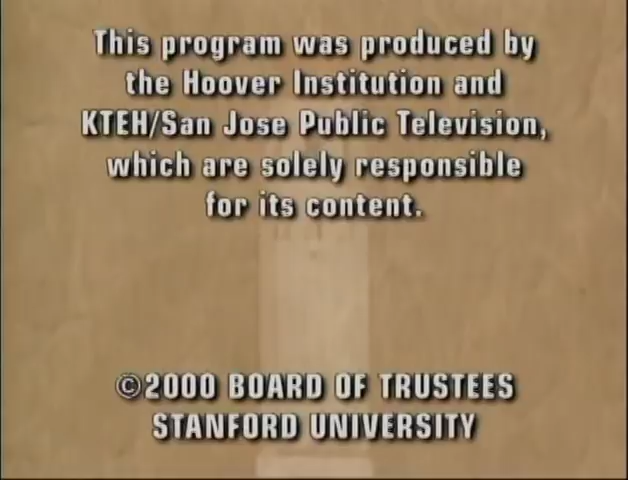 This program was produced by
the Hoover Institution and
KTEH/San Jose Public Television,
which are solely responsible
for its content.
©2000 BOARD OF TRUSTEES
STANFORD UNIVERSITY